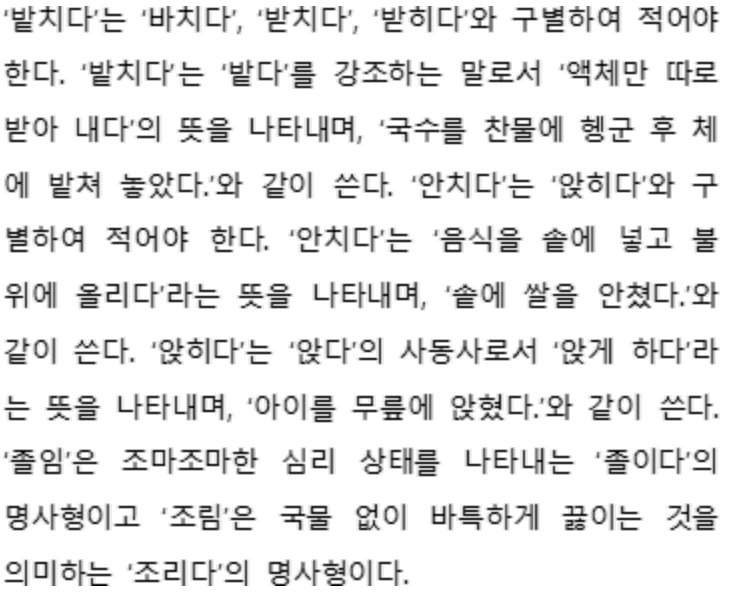 ‘밭치다’는 ‘바치다’, ‘받치다’, ‘받히다’와 구별하여 적어야
한다. ‘밭치다’는 ‘밭다’를 강조하는 말로서 ‘액체만 따로
받아 내다’의 뜻을 나타내며, ‘국수를 찬물에 헹군 후 체
에 밭쳐 놓았다.’와 같이 쓴다. ‘안치다’는 ‘앉히다’와 구
별하여 적어야 한다. ‘안치다’는 ‘음식을 솥에 넣고 불
위에 올리다’라는 뜻을 나타내며, ‘솥에 쌀을 안쳤다.’와
같이 쓴다. ‘앉히다’는 ‘앉다’의 사동사로서 ‘앉게 하다’라
는 뜻을 나타내며, ‘아이를 무릎에 앉혔다.’와 같이 쓴다.
‘졸임’은 조마조마한 심리 상태를 나타내는 ‘졸이다’의
명사형이고 ‘조림’은 국물 없이 바특하게 끓이는 것을
의미하는 ‘조리다’의 명사형이다.